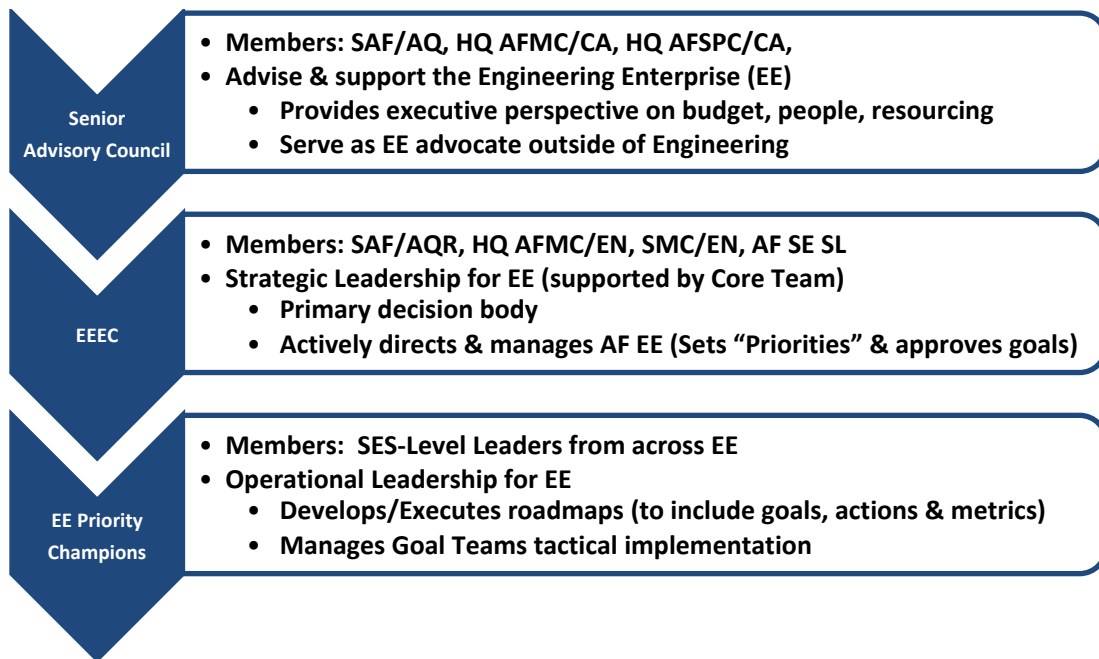 Senior
Advisory Council
• Members: SAF/AQ, HQ AFMC/CA, HQ AFSPC/CA,
• Advise & support the Engineering Enterprise (EE)
• Provides executive perspective on budget, people, resourcing
• Serve as EE advocate outside of Engineering
EEEC
• Members: SAF/AQR, HQ AFMC/EN, SMC/EN, AF SE SL
• Strategic Leadership for EE (supported by Core Team)
• Primary decision body
• Actively directs & manages AF EE (Sets “Priorities” & approves goals)
EE Priority
Champions
• Members:  SES-Level Leaders from across EE
• Operational Leadership for EE
• Develops/Executes roadmaps (to include goals, actions & metrics)
• Manages Goal Teams tactical implementation